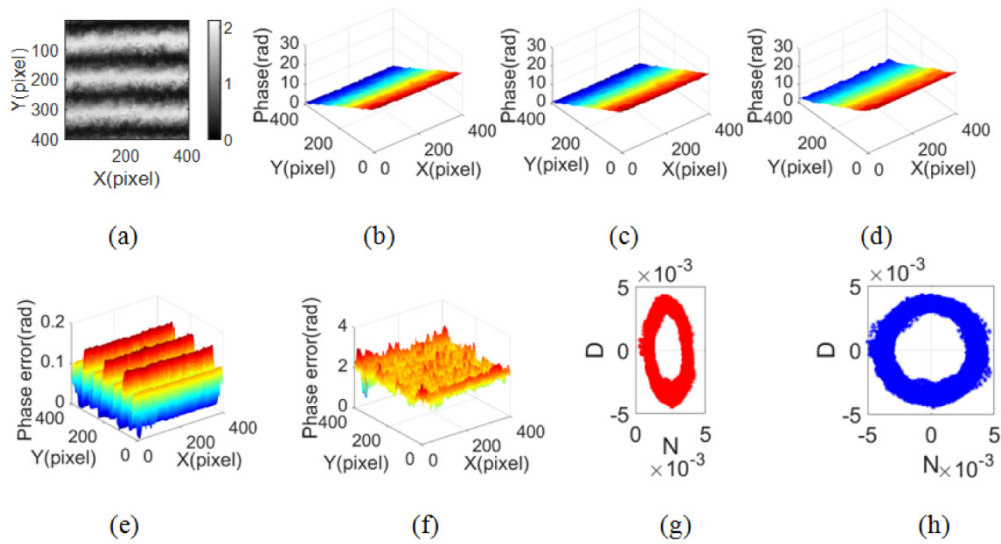 Y(pixel)
100
200
300
400
200 400
X(pixel)
2
1
0
(a)
Phase(rad)
30
20
10
0
400
200
0
Y(pixel)
0
200
400
X(pixel)
(b)
Phase(rad)
30
20
10
0
400
200
0
Y(pixel)
0
200
400
X(pixel)
(c)
Phase(rad)
30
20
10
0
400
200
0
Y(pixel)
0
200
400
X(pixel)
(d)
Phase error(rad)
0.2
0.1
0
400
200
0
Y(pixel)
0
200
400
X(pixel)
(e)
Phase error(rad)
4
2
0
400
200
0
Y(pixel)
0
200
400
X(pixel)
(f)
×10⁻³
5
0
-5
D
0 5
N
×10⁻³
(g)
×10⁻³
5
0
-5
D
-5 0 5
N×10⁻³
(h)